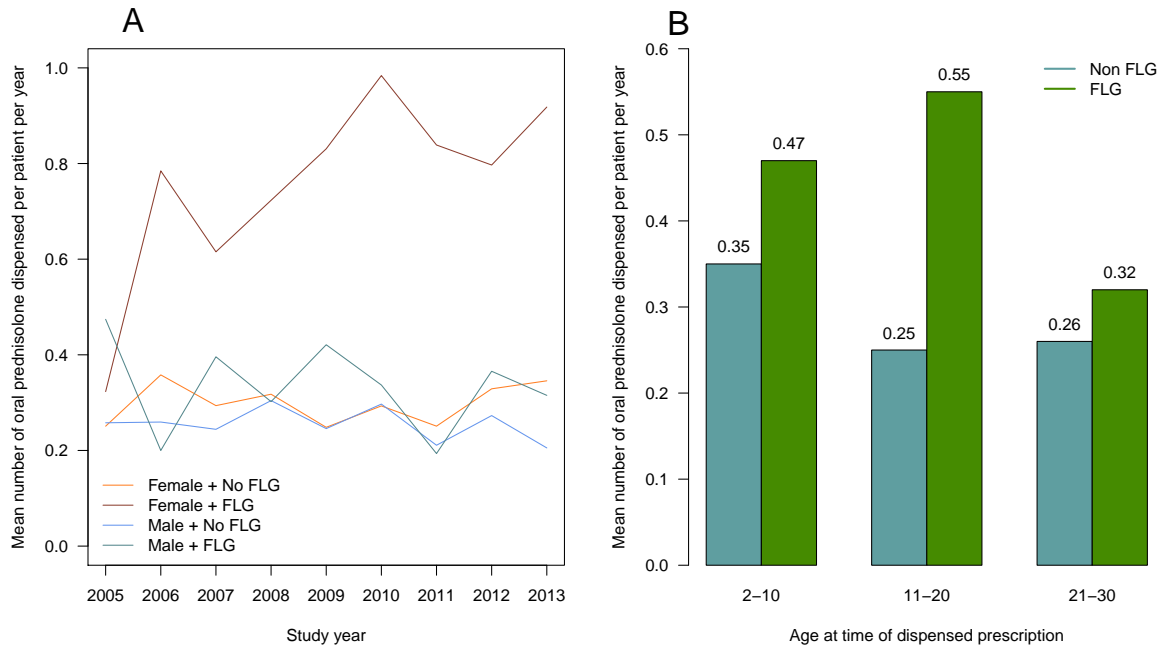 A
Mean number of oral prednisolone dispensed per patient per year
1.0
0.8
0.6
0.4
0.2
0.0
Female + No FLG
Female + FLG
Male + No FLG
Male + FLG
2005 2006 2007 2008 2009 2010 2011 2012 2013
Study year
B
Mean number of oral prednisolone dispensed per patient per year
0.6
0.5
0.4
0.3
0.2
0.1
0.0
Non FLG
FLG
0.35
0.47
0.25
0.55
0.26
0.32
2–10 11–20 21–30
Age at time of dispensed prescription